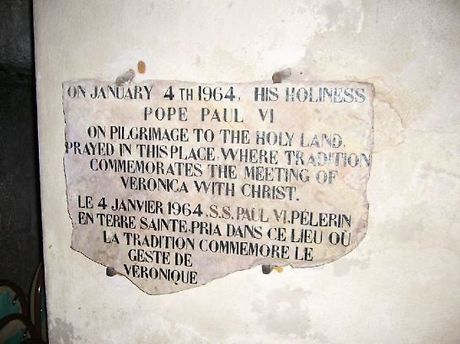 ON JANUARY 4 TH 1964, HIS HOLINESS
POPE PAUL VI
ON PILGRIMAGE TO THE HOLY LAND,
PRAYED IN THIS PLACE, WHERE TRADITION
COMMEMORATES THE MEETING OF
VERONICA WITH CHRIST.
LE 4 JANVIER 1964, S.S. PAUL VI, PÉLERIN
EN TERRE SAINTE, PRIA DANS CE LIEU OÙ
LA TRADITION COMMEMORE LE
GESTE DE
VÉRONIQUE